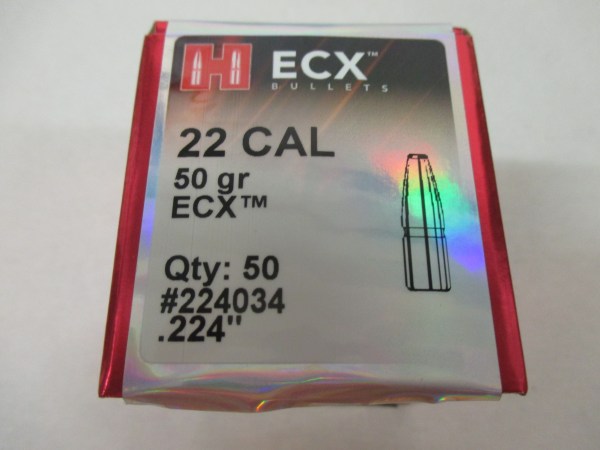 H ECX™
BULLETS
22 CAL
50 gr
ECX™
Qty: 50
#224034
.224"